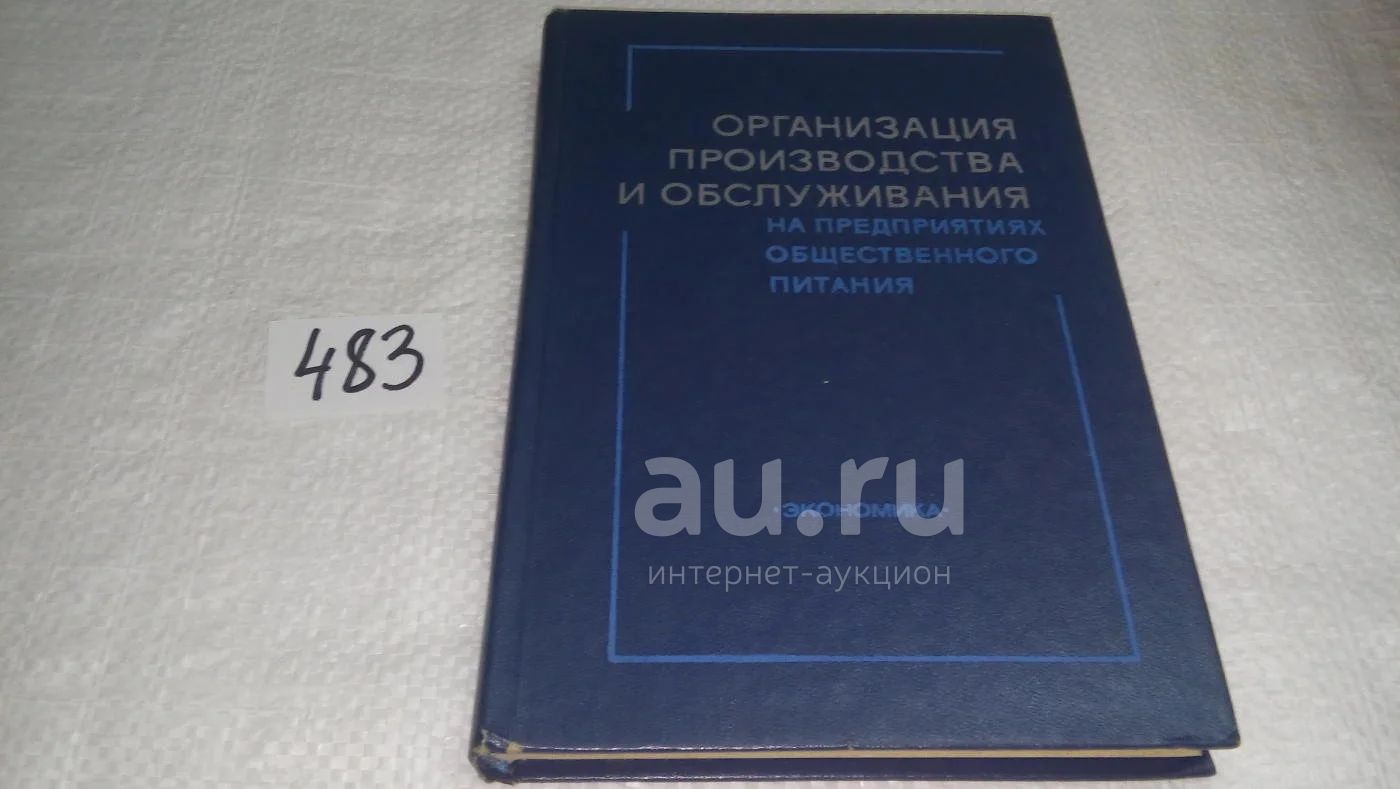 ОРГАНИЗАЦИЯ
ПРОИЗВОДСТВА
И ОБСЛУЖИВАНИЯ
НА ПРЕДПРИЯТИЯХ
ОБЩЕСТВЕННОГО
ПИТАНИЯ
483
au.ru
•ЭКОНОМИКА•
интернет-аукцион